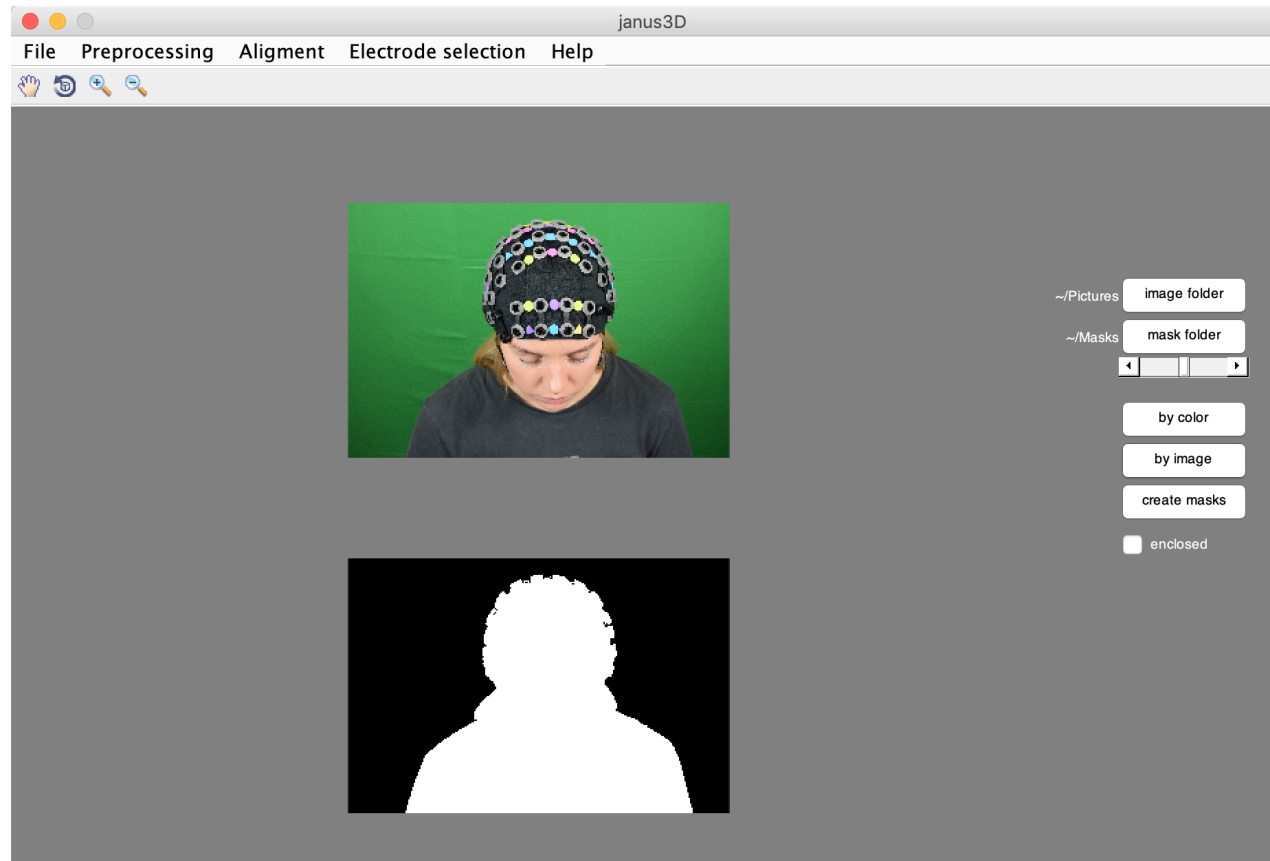 janus3D
File Preprocessing Aligment Electrode selection Help
~/Pictures image folder
~/Masks mask folder
by color
by image
create masks
enclosed